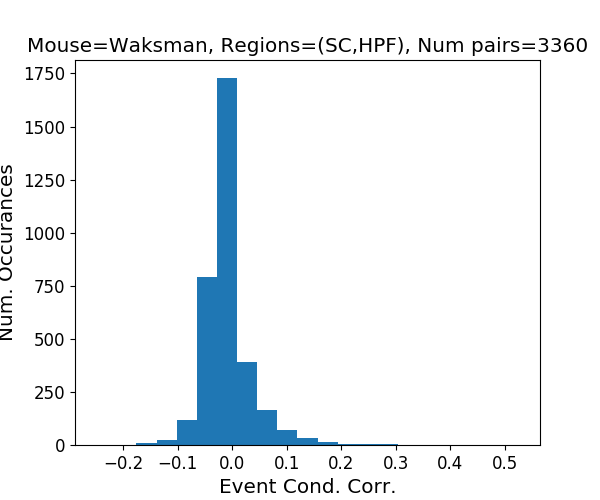 Mouse=Waksman, Regions=(SC,HPF), Num pairs=3360
Num. Occurances
1750
1500
1250
1000
750
500
250
0
−0.2 −0.1 0.0 0.1 0.2 0.3 0.4 0.5
Event Cond. Corr.